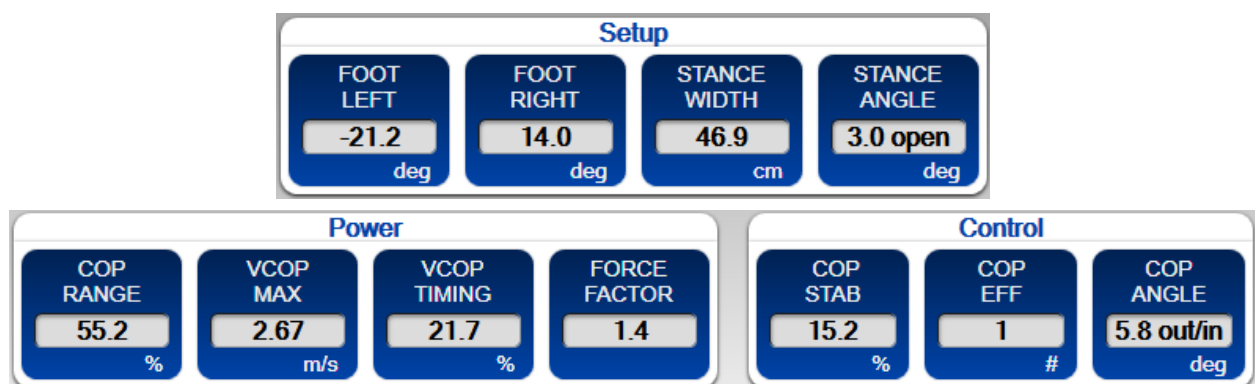 Setup
FOOT LEFT
-21.2
deg
FOOT RIGHT
14.0
deg
STANCE WIDTH
46.9
cm
STANCE ANGLE
3.0 open
deg
Power
COP RANGE
55.2
%
VCOP MAX
2.67
m/s
VCOP TIMING
21.7
%
FORCE FACTOR
1.4
Control
COP STAB
15.2
%
COP EFF
1
#
COP ANGLE
5.8 out/in
deg